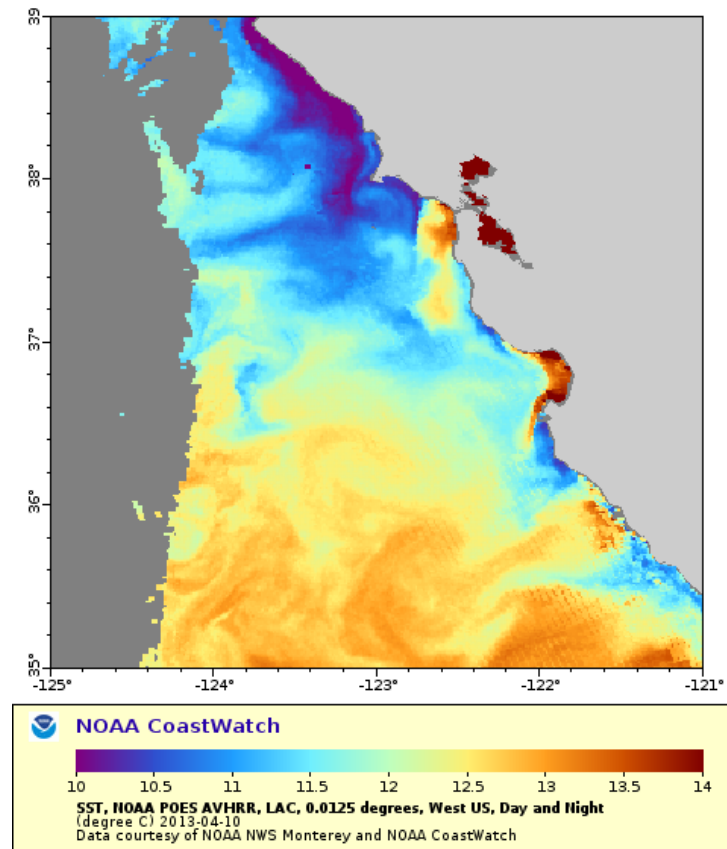 39
38°
37°
36°
35°
-125° -124° -123° -122° -121°
NOAA CoastWatch
10 10.5 11 11.5 12 12.5 13 13.5 14
SST, NOAA POES AVHRR, LAC, 0.0125 degrees, West US, Day and Night
(degree C) 2013-04-10
Data courtesy of NOAA NWS Monterey and NOAA CoastWatch